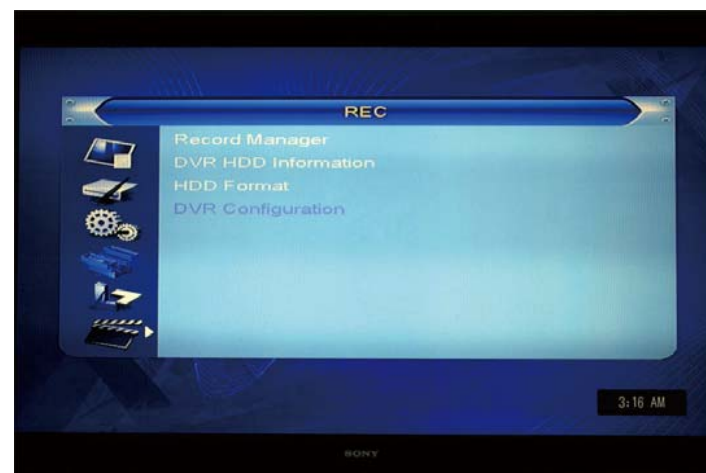 REC
Record Manager
DVR HDD Information
HDD Format
DVR Configuration
3:16 AM
SONY